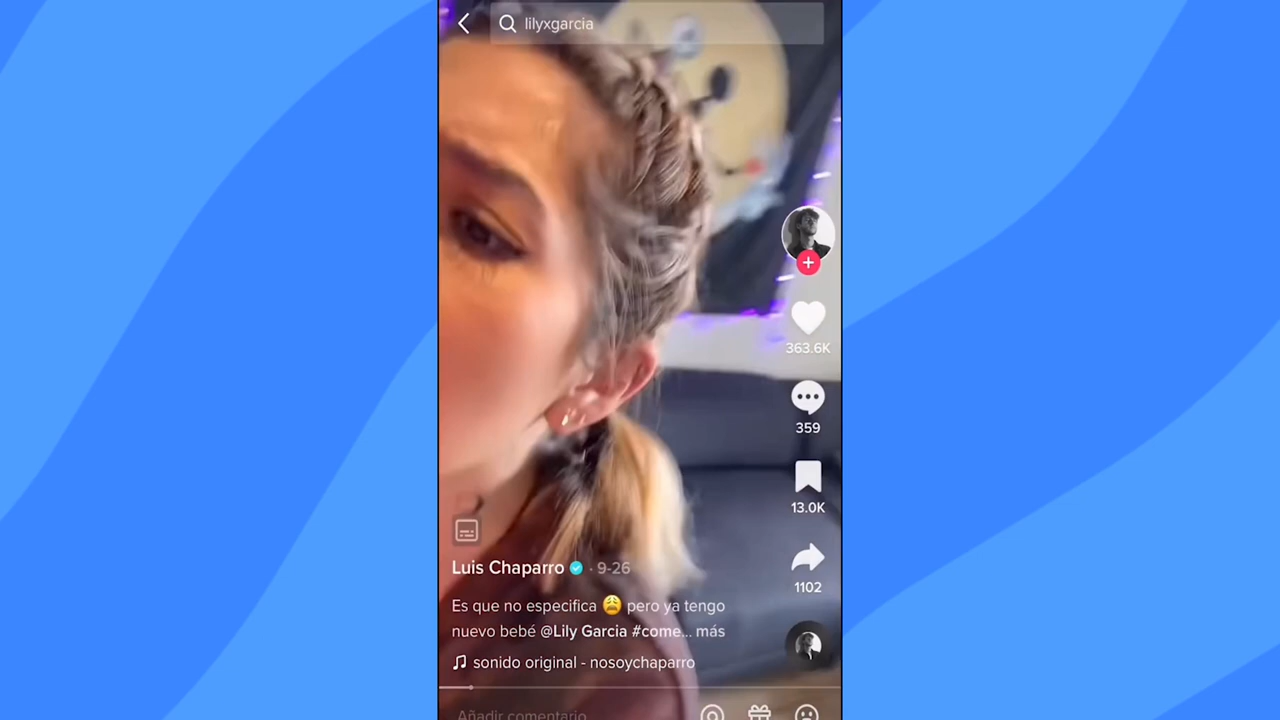 lilyxgarcia
363.6K
359
13.0K
1102
Luis Chaparro · 9-26
Es que no especifica 😩 pero ya tengo
nuevo bebé @Lily Garcia #come... más
sonido original - nosoychaparro
Añadir comentario